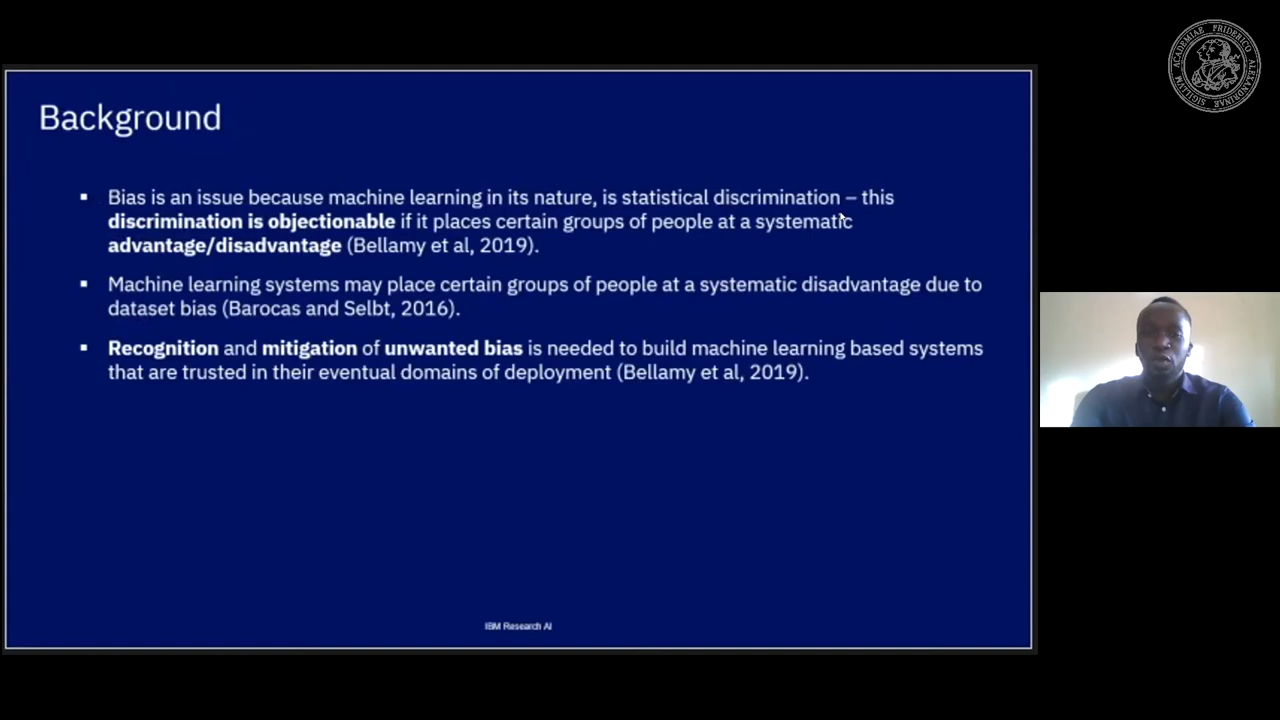 ACADEMIAE FRIDERICO ALEXANDRINAE SIGILLVM
Background
▪ Bias is an issue because machine learning in its nature, is statistical discrimination – this
discrimination is objectionable if it places certain groups of people at a systematic
advantage/disadvantage (Bellamy et al, 2019).
▪ Machine learning systems may place certain groups of people at a systematic disadvantage due to
dataset bias (Barocas and Selbt, 2016).
▪ Recognition and mitigation of unwanted bias is needed to build machine learning based systems
that are trusted in their eventual domains of deployment (Bellamy et al, 2019).
IBM Research AI